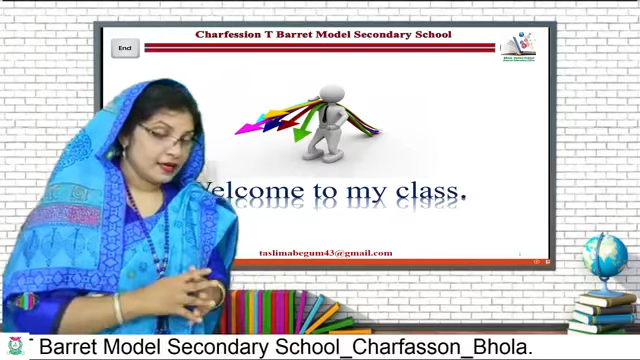 Charfession T Barret Model Secondary School
End
Welcome to my class.
taslimabegum43@gmail.com
T Barret Model Secondary School_Charfasson_Bhola.